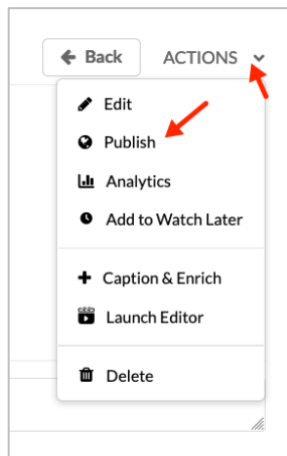 Back ACTIONS
Edit
Publish
Analytics
Add to Watch Later
Caption & Enrich
Launch Editor
Delete